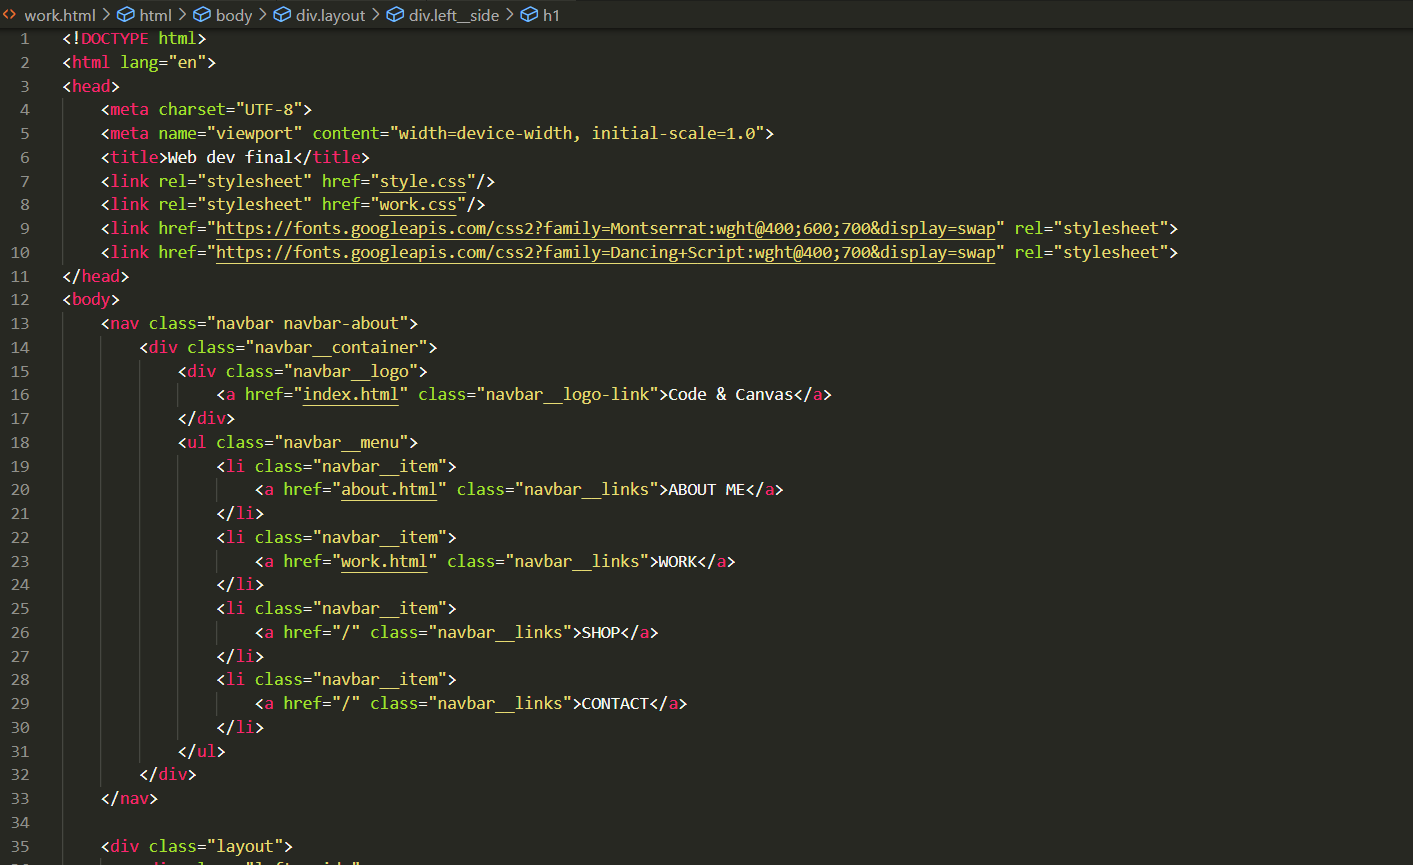 work.html > html > body > div.layout > div.left__side > h1
1 <!DOCTYPE html>
2 <html lang="en">
3 <head>
4     <meta charset="UTF-8">
5     <meta name="viewport" content="width=device-width, initial-scale=1.0">
6     <title>Web dev final</title>
7     <link rel="stylesheet" href="style.css"/>
8     <link rel="stylesheet" href="work.css"/>
9     <link href="https://fonts.googleapis.com/css2?family=Montserrat:wght@400;600;700&display=swap" rel="stylesheet">
10     <link href="https://fonts.googleapis.com/css2?family=Dancing+Script:wght@400;700&display=swap" rel="stylesheet">
11 </head>
12 <body>
13     <nav class="navbar navbar-about">
14         <div class="navbar__container">
15             <div class="navbar__logo">
16                 <a href="index.html" class="navbar__logo-link">Code & Canvas</a>
17             </div>
18             <ul class="navbar__menu">
19                 <li class="navbar__item">
20                     <a href="about.html" class="navbar__links">ABOUT ME</a>
21                 </li>
22                 <li class="navbar__item">
23                     <a href="work.html" class="navbar__links">WORK</a>
24                 </li>
25                 <li class="navbar__item">
26                     <a href="/" class="navbar__links">SHOP</a>
27                 </li>
28                 <li class="navbar__item">
29                     <a href="/" class="navbar__links">CONTACT</a>
30                 </li>
31             </ul>
32         </div>
33     </nav>
34
35     <div class="layout">